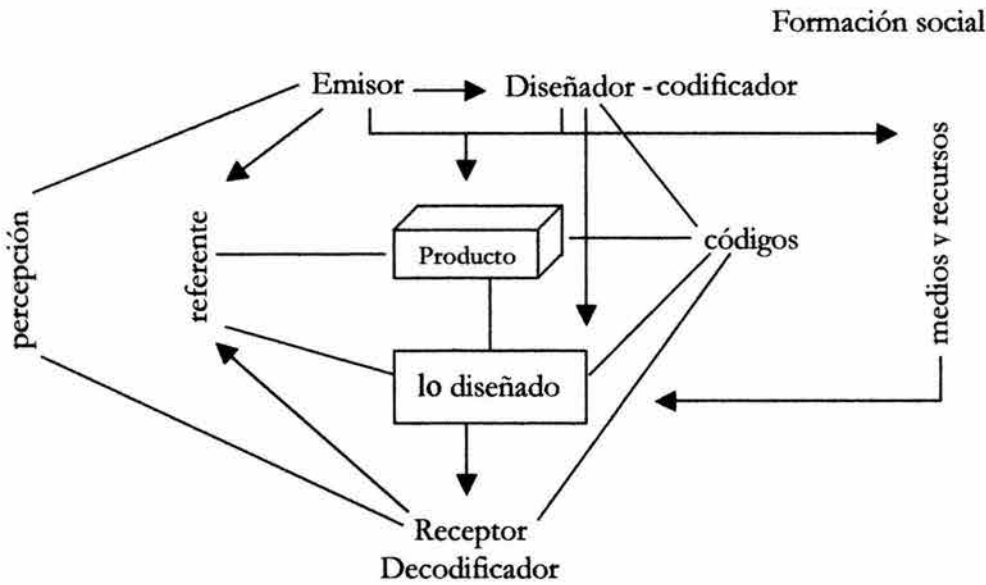 Formación social
Emisor
Diseñador - codificador
percepción
referente
Producto
códigos
medios y recursos
lo diseñado
Receptor
Decodificador